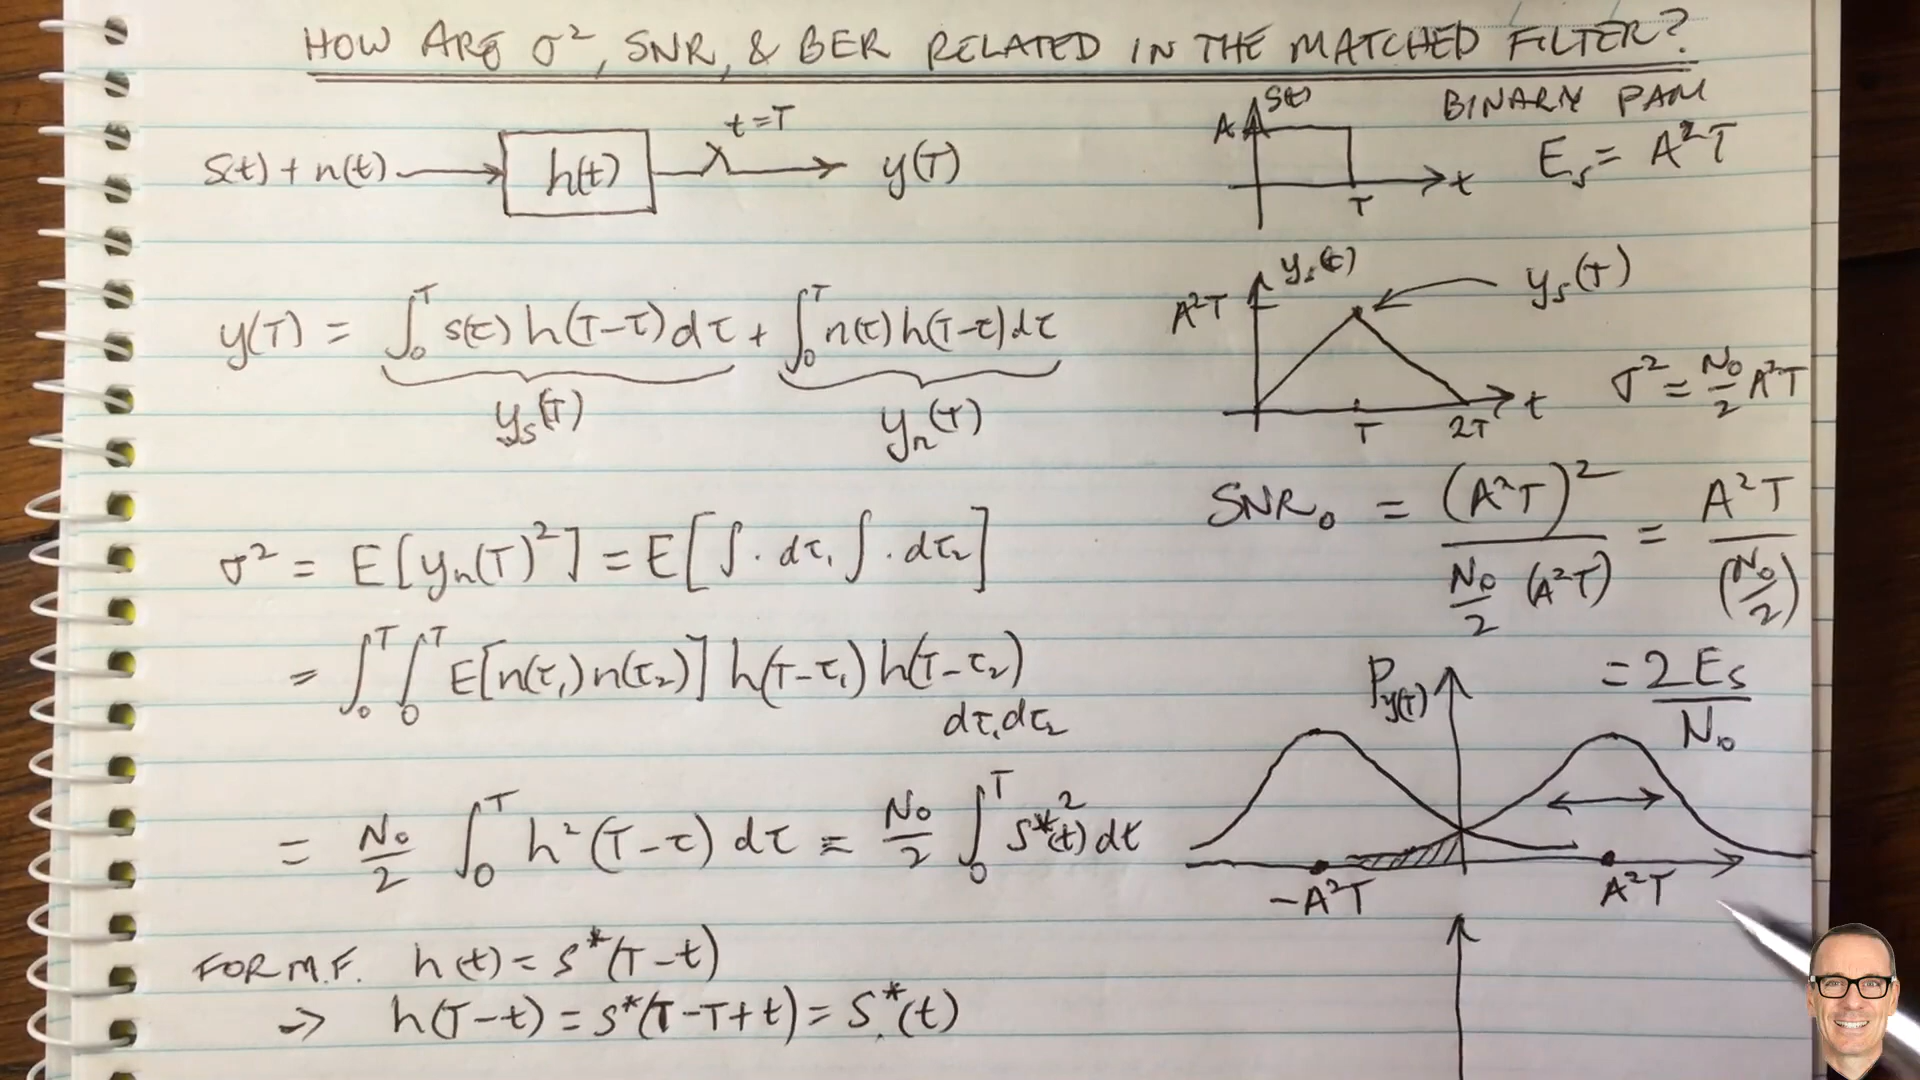 HOW ARE σ², SNR, & BER RELATED IN THE MATCHED FILTER?
s(t) + n(t) → h(t) t=T → y(T)
y(T) = ∫₀ᵀ s(τ) h(T-τ) dτ + ∫₀ᵀ n(τ) h(T-τ) dτ
yₛ(T) yₙ(T)
σ² = E[yₙ(T)²] = E[∫· dτ₁ ∫· dτ₂]
= ∫₀ᵀ ∫₀ᵀ E[n(τ₁) n(τ₂)] h(T-τ₁) h(T-τ₂)
dτ₁ dτ₂
= N₀/2 ∫₀ᵀ h²(T-τ) dτ = N₀/2 ∫₀ᵀ s*²(t) dt
FOR M.F. h(t) = s*(T-t)
→ h(T-t) = s*(T-T+t) = s*(t)
s(t) BINARY PAM
A
Eₛ = A²T
T t
yₛ(t) yₛ(T)
A²T
σ² = N₀/2 A²T
T 2T t
SNR₀ = (A²T)² / (N₀/2 (A²T)) = A²T / (N₀/2)
= 2Eₛ/N₀
P_y(T)
-A²T A²T